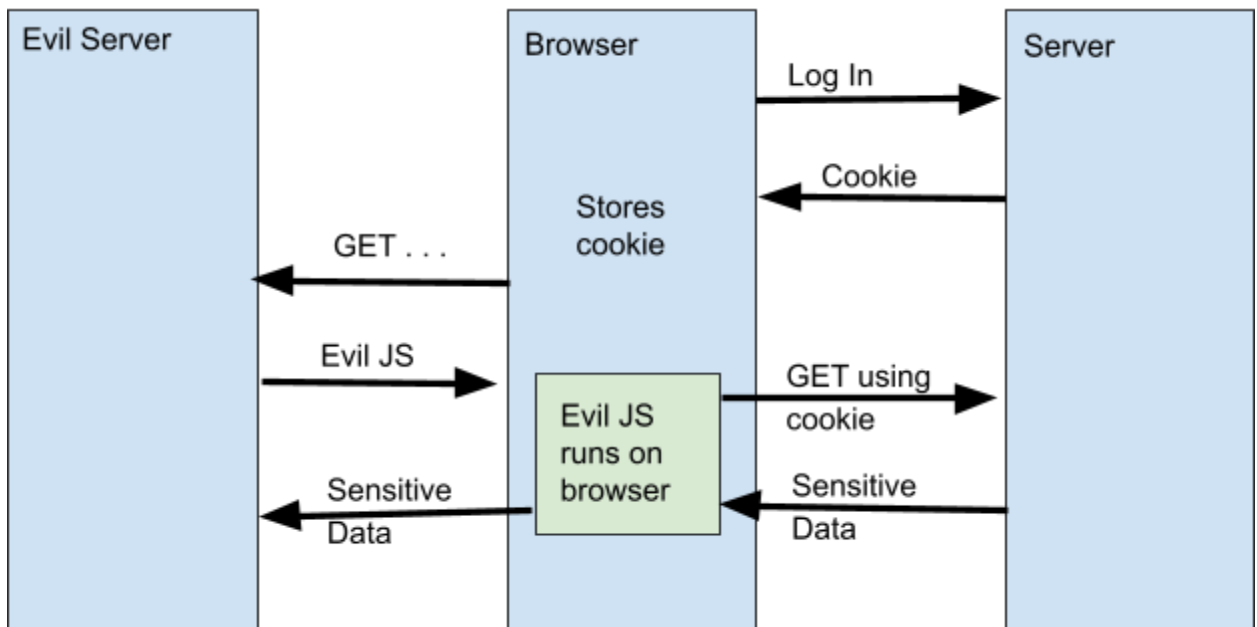 Evil Server
Browser
Server
Log In
Cookie
Stores
cookie
GET . . .
Evil JS
GET using
cookie
Evil JS
runs on
browser
Sensitive
Data
Sensitive
Data